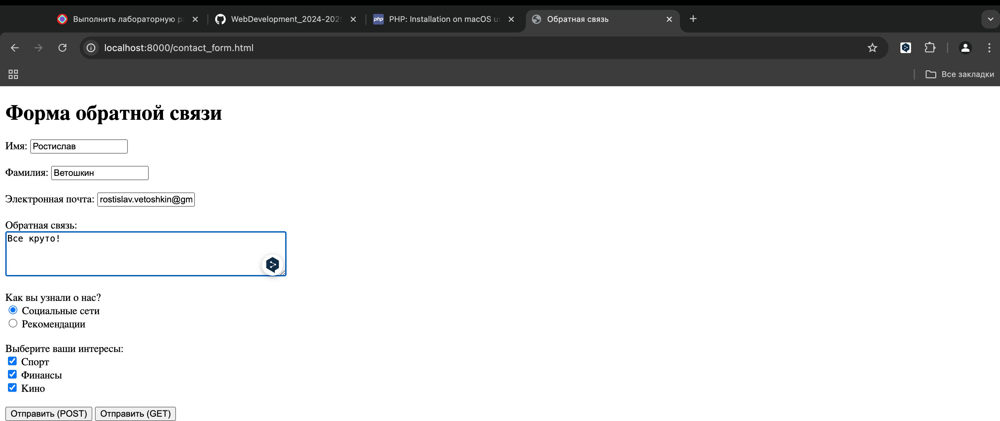 Выполнить лабораторную
WebDevelopment_2024-202
php PHP: Installation on macOS
Обратная связь
localhost:8000/contact_form.html
Все закладки
Форма обратной связи
Имя: Ростислав
Фамилия: Ветошкин
Электронная почта: rostislav.vetoshkin@gm
Обратная связь:
Все круто!
Как вы узнали о нас?
Социальные сети
Рекомендации
Выберите ваши интересы:
Спорт
Финансы
Кино
Отправить (POST) Отправить (GET)